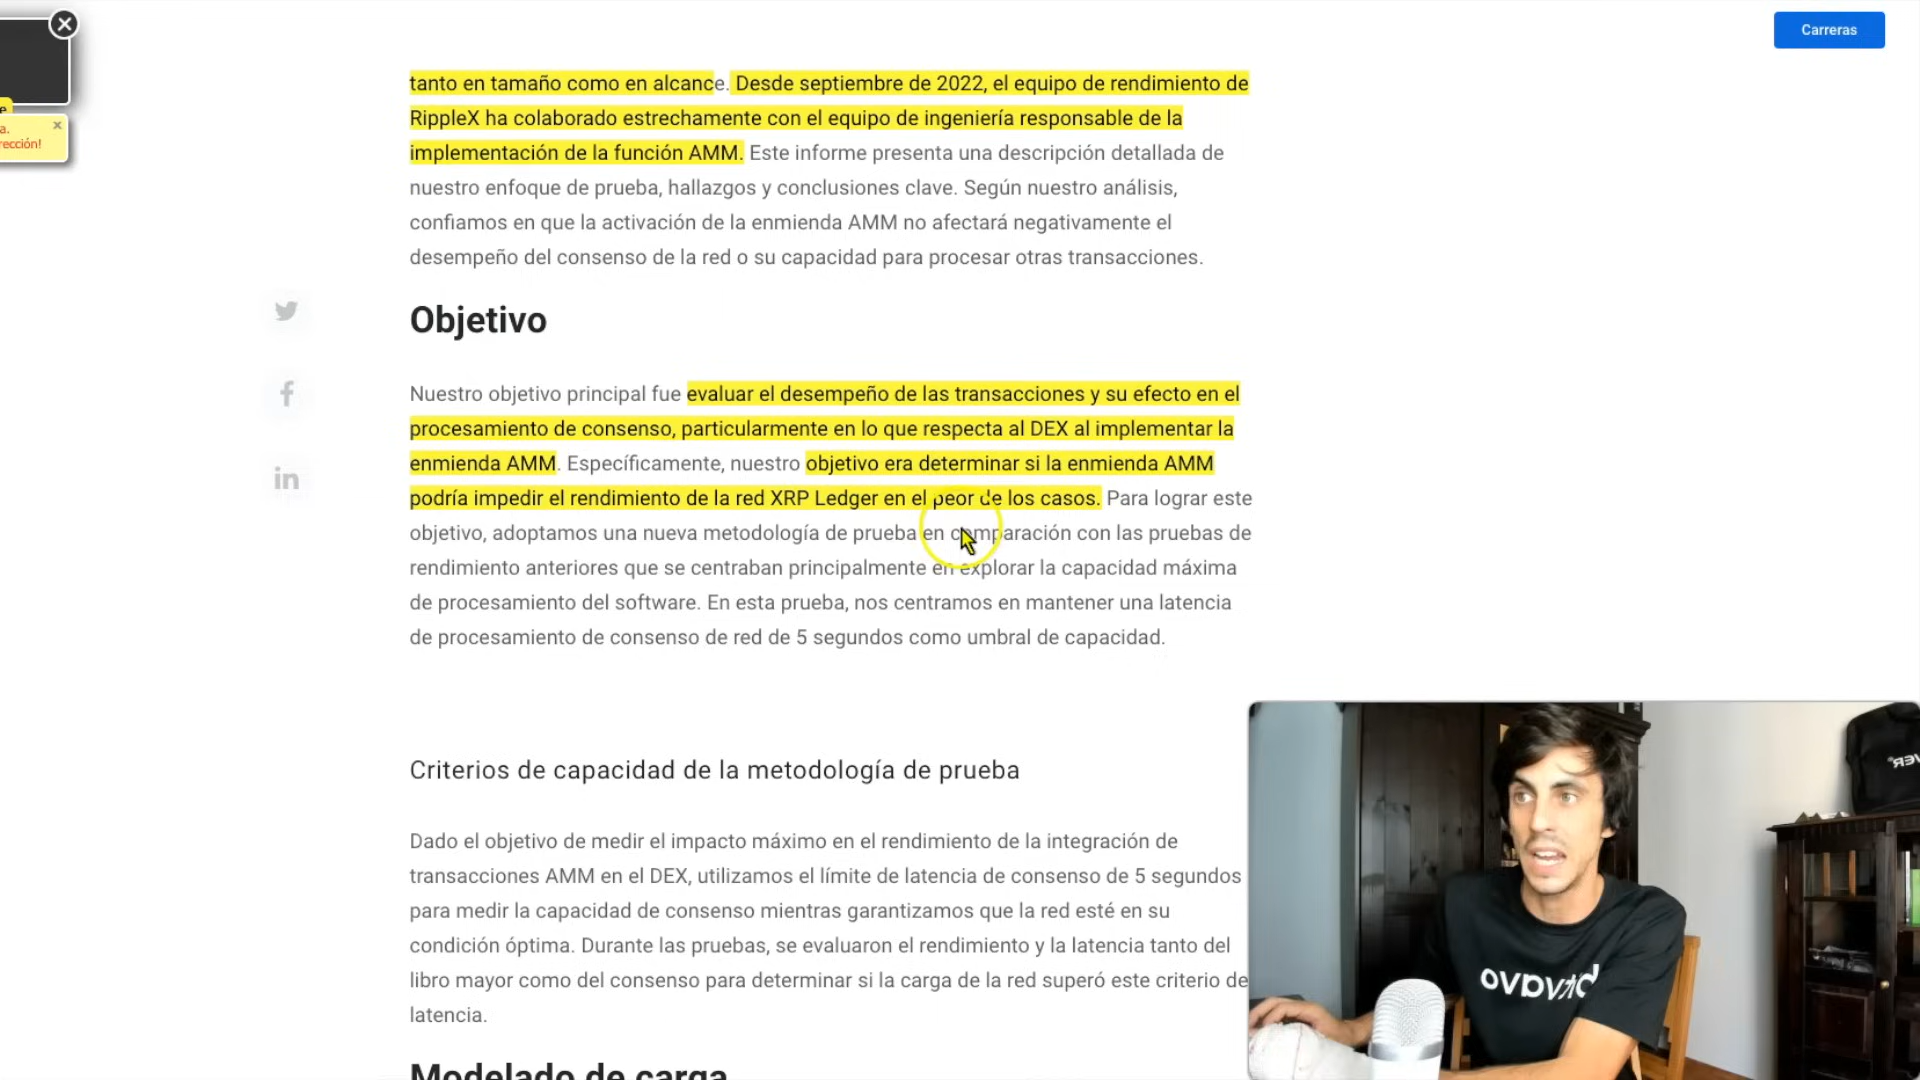 Carreras
tanto en tamaño como en alcance. Desde septiembre de 2022, el equipo de rendimiento de
RippleX ha colaborado estrechamente con el equipo de ingeniería responsable de la
implementación de la función AMM. Este informe presenta una descripción detallada de
nuestro enfoque de prueba, hallazgos y conclusiones clave. Según nuestro análisis,
confiamos en que la activación de la enmienda AMM no afectará negativamente el
desempeño del consenso de la red o su capacidad para procesar otras transacciones.
Objetivo
Nuestro objetivo principal fue evaluar el desempeño de las transacciones y su efecto en el
procesamiento de consenso, particularmente en lo que respecta al DEX al implementar la
enmienda AMM. Específicamente, nuestro objetivo era determinar si la enmienda AMM
podría impedir el rendimiento de la red XRP Ledger en el peor de los casos. Para lograr este
objetivo, adoptamos una nueva metodología de prueba en comparación con las pruebas de
rendimiento anteriores que se centraban principalmente en explorar la capacidad máxima
de procesamiento del software. En esta prueba, nos centramos en mantener una latencia
de procesamiento de consenso de red de 5 segundos como umbral de capacidad.
Criterios de capacidad de la metodología de prueba
Dado el objetivo de medir el impacto máximo en el rendimiento de la integración de
transacciones AMM en el DEX, utilizamos el límite de latencia de consenso de 5 segundos
para medir la capacidad de consenso mientras garantizamos que la red esté en su
condición óptima. Durante las pruebas, se evaluaron el rendimiento y la latencia tanto del
libro mayor como del consenso para determinar si la carga de la red superó este criterio de
latencia.
Modelado de carga